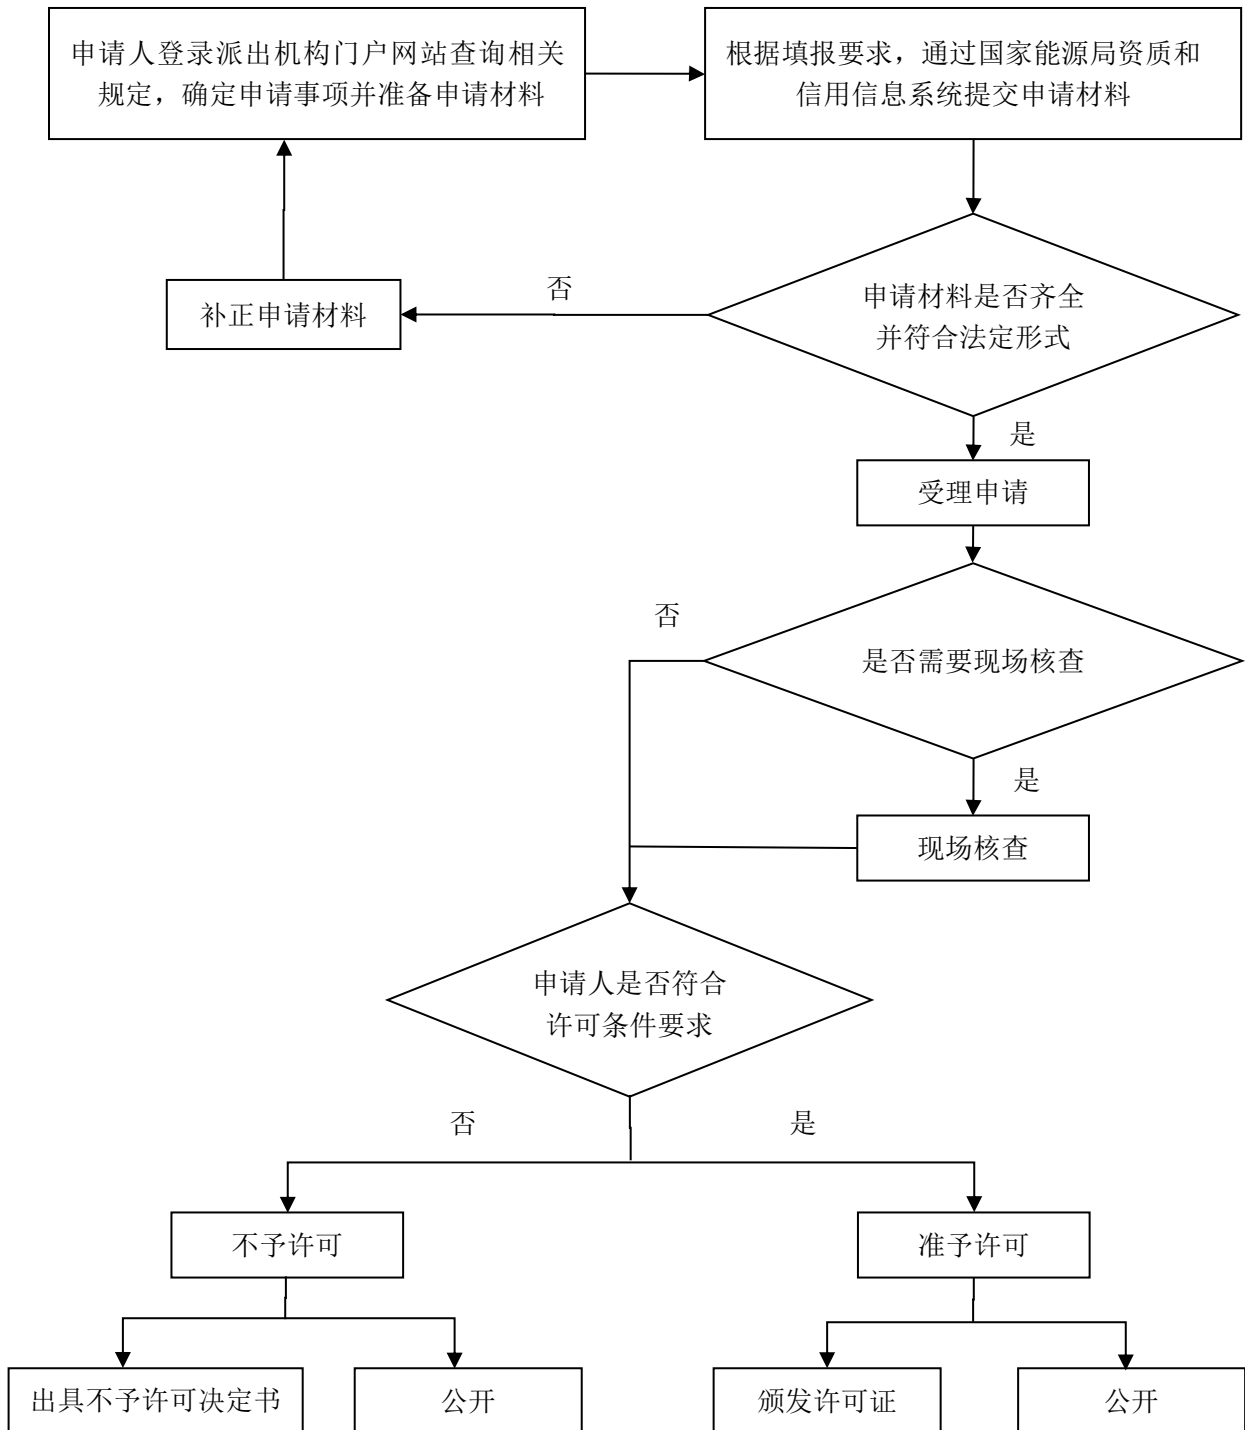 申请人登录派出机构门户网站查询相关
规定，确定申请事项并准备申请材料
根据填报要求，通过国家能源局资质和
信用信息系统提交申请材料
申请材料是否齐全
并符合法定形式
否
补正申请材料
是
受理申请
是否需要现场核查
否
是
现场核查
申请人是否符合
许可条件要求
否
是
不予许可
准予许可
出具不予许可决定书
公开
颁发许可证
公开